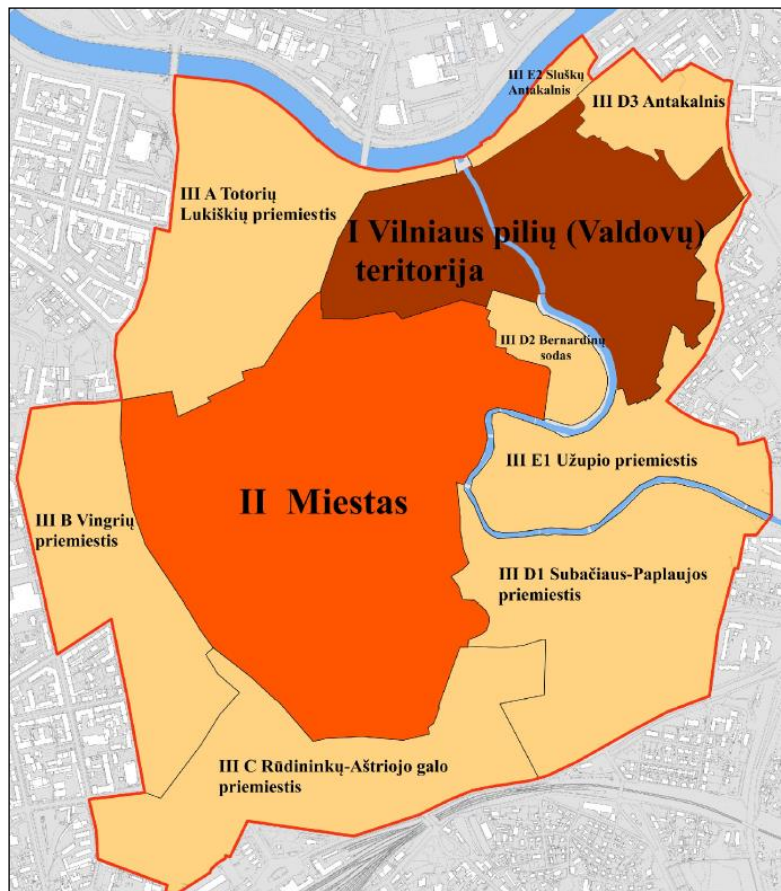 III E2 Sluškų
Antakalnis
III D3 Antakalnis
III A Totorių
Lukiškių priemiestis
I Vilniaus pilių (Valdovų)
teritorija
III D2 Bernardinų
sodas
III E1 Užupio priemiestis
II Miestas
III B Vingrių
priemiestis
III D1 Subačiaus-Paplaujos
priemiestis
III C Rūdininkų-Aštriojo galo
priemiestis